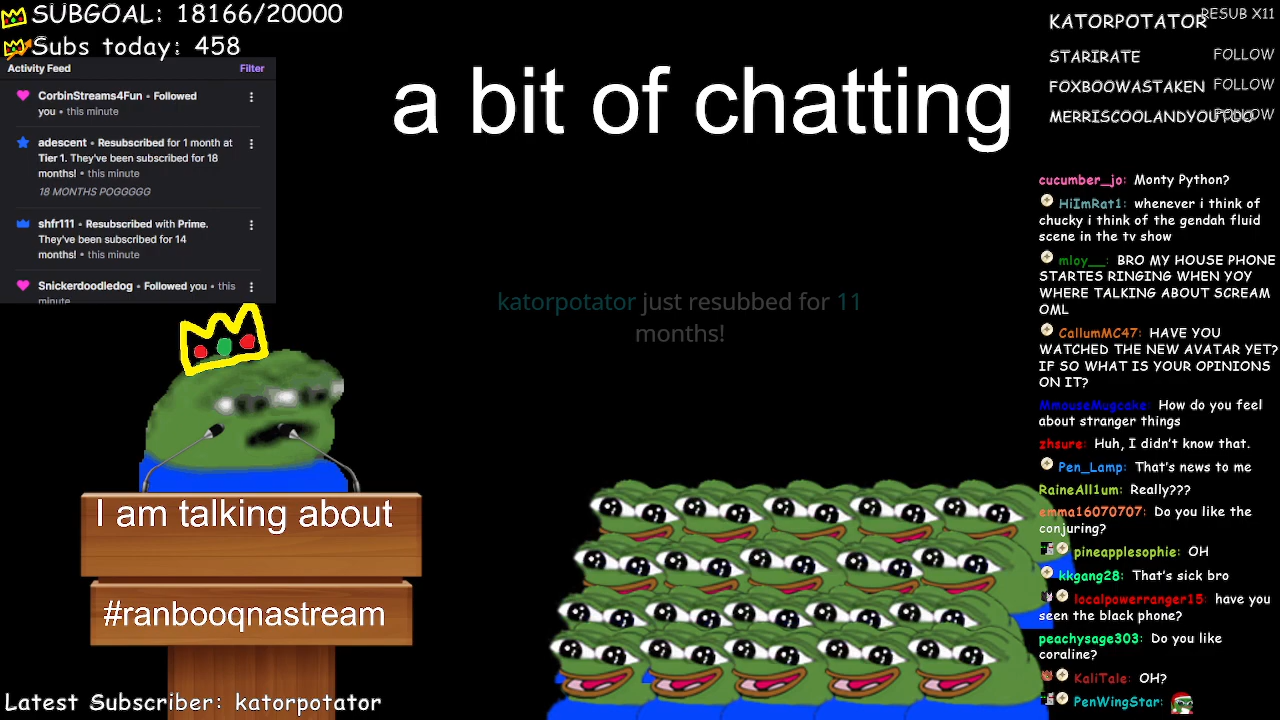 SUBGOAL: 18166/20000
Subs today: 458
Activity Feed
Filter
CorbinStreams4Fun • Followed
you • this minute
adescent • Resubscribed for 1 month at
Tier 1. They've been subscribed for 18
months! • this minute
18 MONTHS POGGGGG
shfr111 • Resubscribed with Prime.
They've been subscribed for 14
months! • this minute
Snickerdoodledog • Followed you • this
minute
a bit of chatting
katorpotator just resubbed for 11
months!
I am talking about
#ranbooqnastream
Latest Subscriber: katorpotator
KATORPOTATOR RESUB X11
STARIRATE FOLLOW
FOXBOOWASTAKEN FOLLOW
MERRISCOOLANDYOU FOLLOW
cucumber_jo: Monty Python?
HiImRat1: whenever i think of
chucky i think of the gendah fluid
scene in the tv show
mloy__: BRO MY HOUSE PHONE
STARTES RINGING WHEN YOY
WHERE TALKING ABOUT SCREAM
OML
CallumMC47: HAVE YOU
WATCHED THE NEW AVATAR YET?
IF SO WHAT IS YOUR OPINIONS
ON IT?
MmouseMugcake: How do you feel
about stranger things
zhsure: Huh, I didn't know that.
Pen_Lamp: That's news to me
RaineAll1um: Really???
emma16070707: Do you like the
conjuring?
pineapplesophie: OH
kkgang28: That's sick bro
localpowerranger15: have you
seen the black phone?
peachysage303: Do you like
coraline?
KaliTale: OH?
PenWingStar: